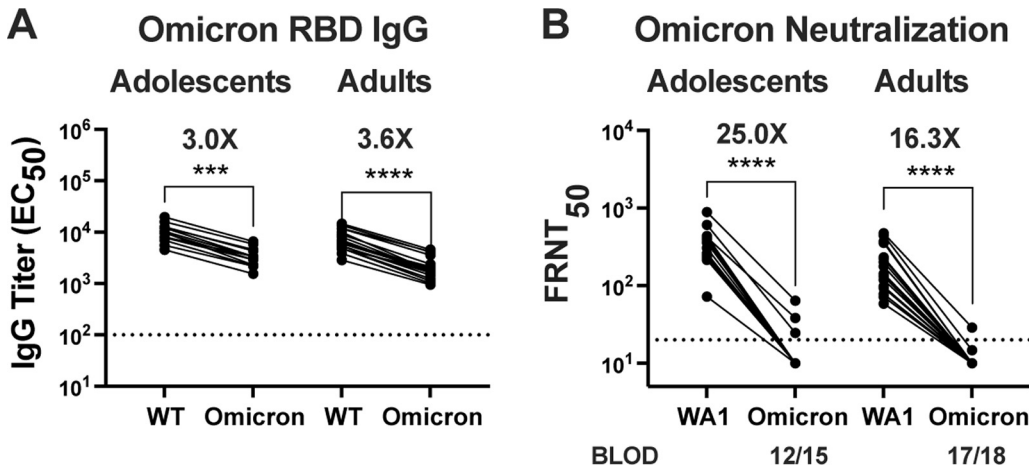 A Omicron RBD IgG
Adolescents Adults
3.0X 3.6X
*** ****
IgG Titer (EC50)
10^6
10^5
10^4
10^3
10^2
10^1
WT Omicron WT Omicron
B Omicron Neutralization
Adolescents Adults
25.0X 16.3X
**** ****
FRNT50
10^4
10^3
10^2
10^1
WA1 Omicron WA1 Omicron
BLOD 12/15 17/18